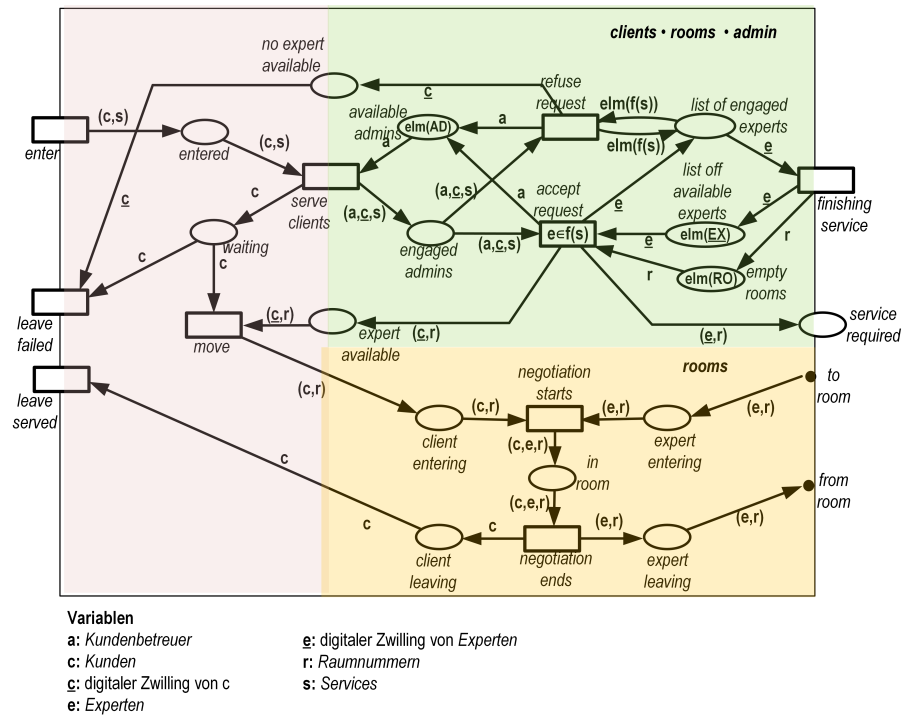 clients • rooms • admin
no expert
available
refuse
request
c
(c,s)
enter
entered
(c,s)
available
admins
elm(AD)
a
a
elm(f(s))
elm(f(s))
list of engaged
experts
e
c
c
serve
clients
(a,c,s)
(a,c,s)
a
accept
request
e
list off
available
experts
e
finishing
service
waiting
c
c
engaged
admins
(a,c,s)
e∈f(s)
e
elm(EX)
r
r
elm(RO)
empty
rooms
leave
failed
move
(c,r)
expert
available
(c,r)
(e,r)
service
required
leave
served
rooms
(c,r)
negotiation
starts
to
room
(e,r)
client
entering
(c,r)
(e,r)
expert
entering
(c,e,r)
in
room
(c,e,r)
from
room
(e,r)
c
c
client
leaving
c
negotiation
ends
(e,r)
expert
leaving
Variablen
a: Kundenbetreuer
c: Kunden
c: digitaler Zwilling von c
e: Experten
e: digitaler Zwilling von Experten
r: Raumnummern
s: Services